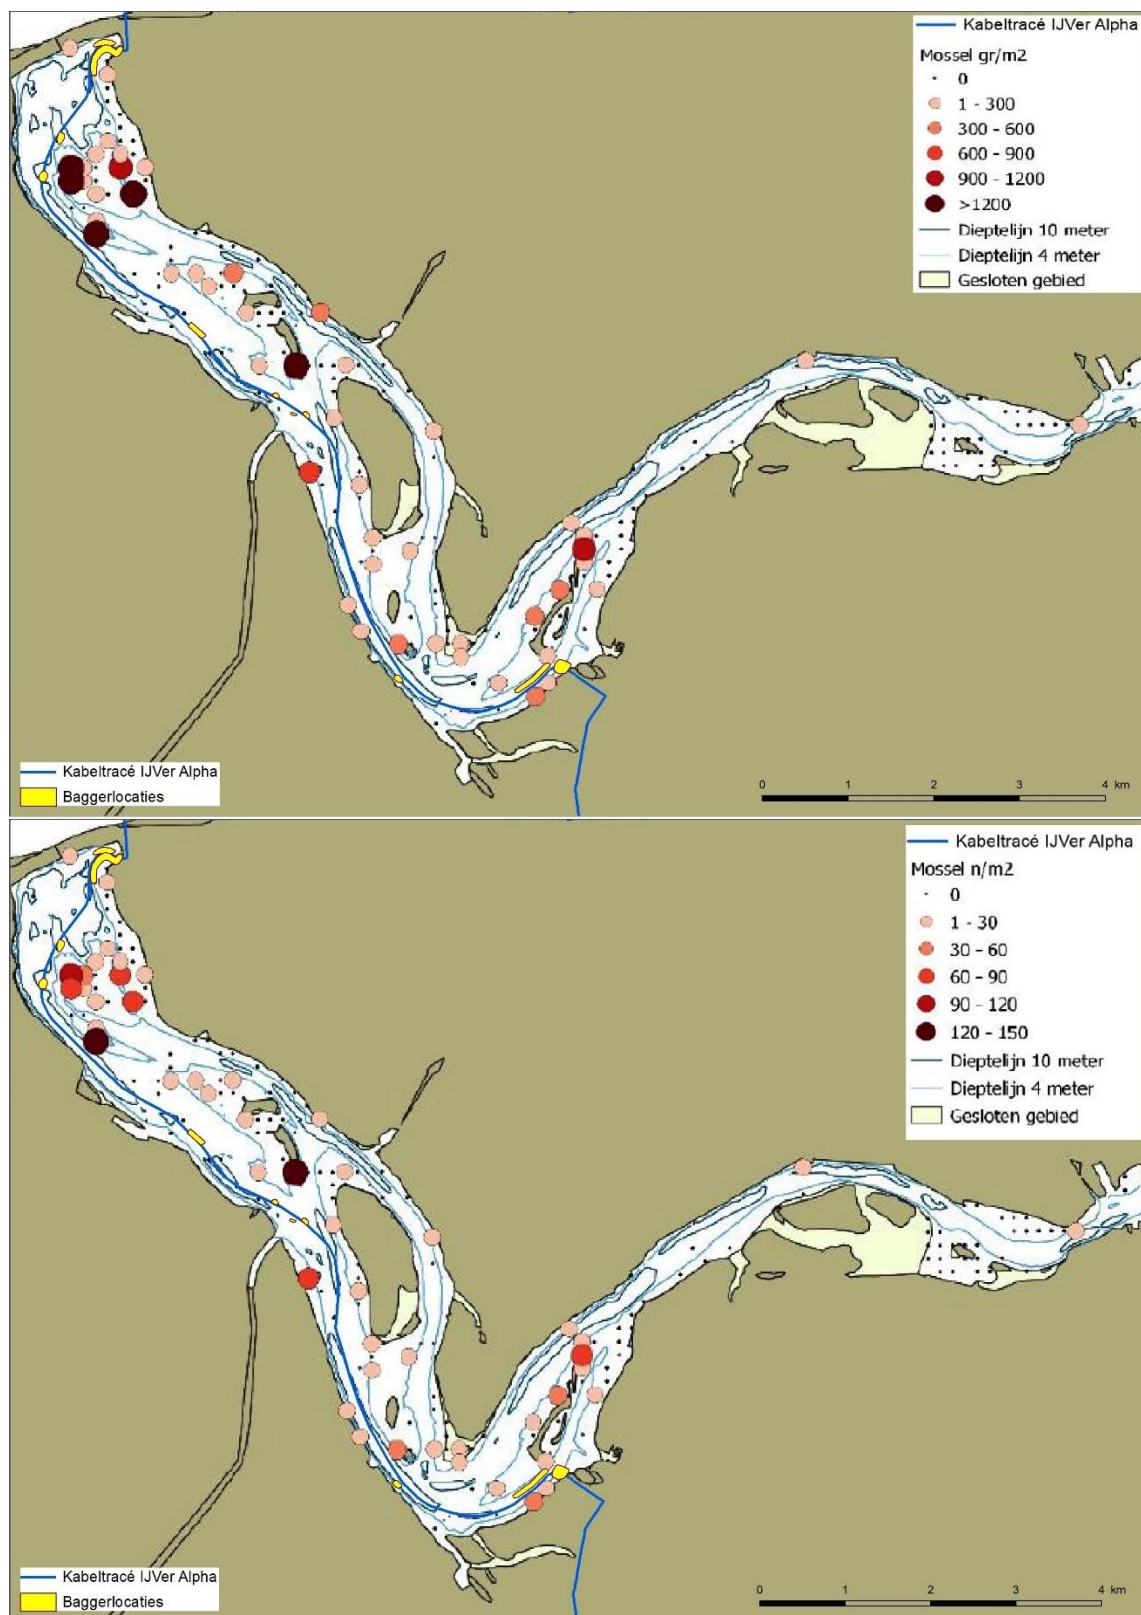 Kabeltracé IJVer Alpha
Mossel gr/m2
0
1 - 300
300 - 600
600 - 900
900 - 1200
>1200
Dieptelijn 10 meter
Dieptelijn 4 meter
Gesloten gebied
Kabeltracé IJVer Alpha
Baggerlocaties
0 1 2 3 4 km
Kabeltracé IJVer Alpha
Mossel n/m2
0
1 - 30
30 - 60
60 - 90
90 - 120
120 - 150
Dieptelijn 10 meter
Dieptelijn 4 meter
Gesloten gebied
Kabeltracé IJVer Alpha
Baggerlocaties
0 1 2 3 4 km